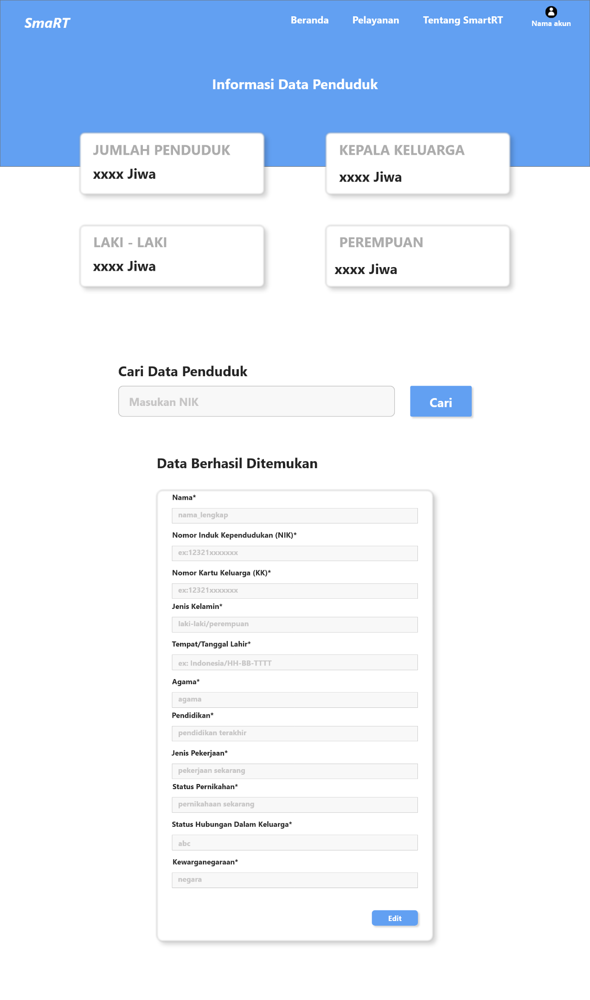 SmaRT
Beranda
Pelayanan
Tentang SmartRT
Nama akun
Informasi Data Penduduk
JUMLAH PENDUDUK
xxxx Jiwa
KEPALA KELUARGA
xxxx Jiwa
LAKI - LAKI
xxxx Jiwa
PEREMPUAN
xxxx Jiwa
Cari Data Penduduk
Masukan NIK
Cari
Data Berhasil Ditemukan
Nama*
nama_lengkap
Nomor Induk Kependudukan (NIK)*
ex:12321xxxxxxx
Nomor Kartu Keluarga (KK)*
ex:12321xxxxxxx
Jenis Kelamin*
laki-laki/perempuan
Tempat/Tanggal Lahir*
ex: Indonesia/HH-BB-TTTT
Agama*
agama
Pendidikan*
pendidikan terakhir
Jenis Pekerjaan*
pekerjaan sekarang
Status Pernikahan*
pernikahaan sekarang
Status Hubungan Dalam Keluarga*
abc
Kewarganegaraan*
negara
Edit